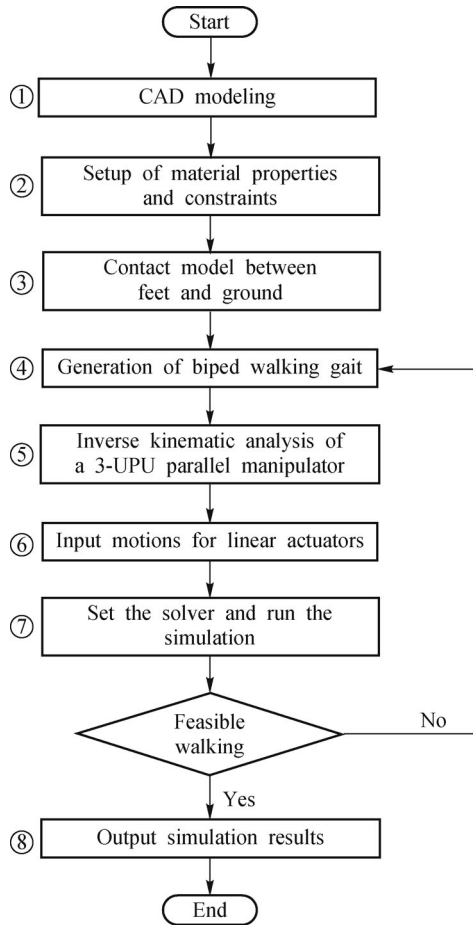 Start
① CAD modeling
② Setup of material properties
and constraints
③ Contact model between
feet and ground
④ Generation of biped walking gait
⑤ Inverse kinematic analysis of
a 3-UPU parallel manipulator
⑥ Input motions for linear actuators
⑦ Set the solver and run the
simulation
Feasible
walking
No
Yes
⑧ Output simulation results
End